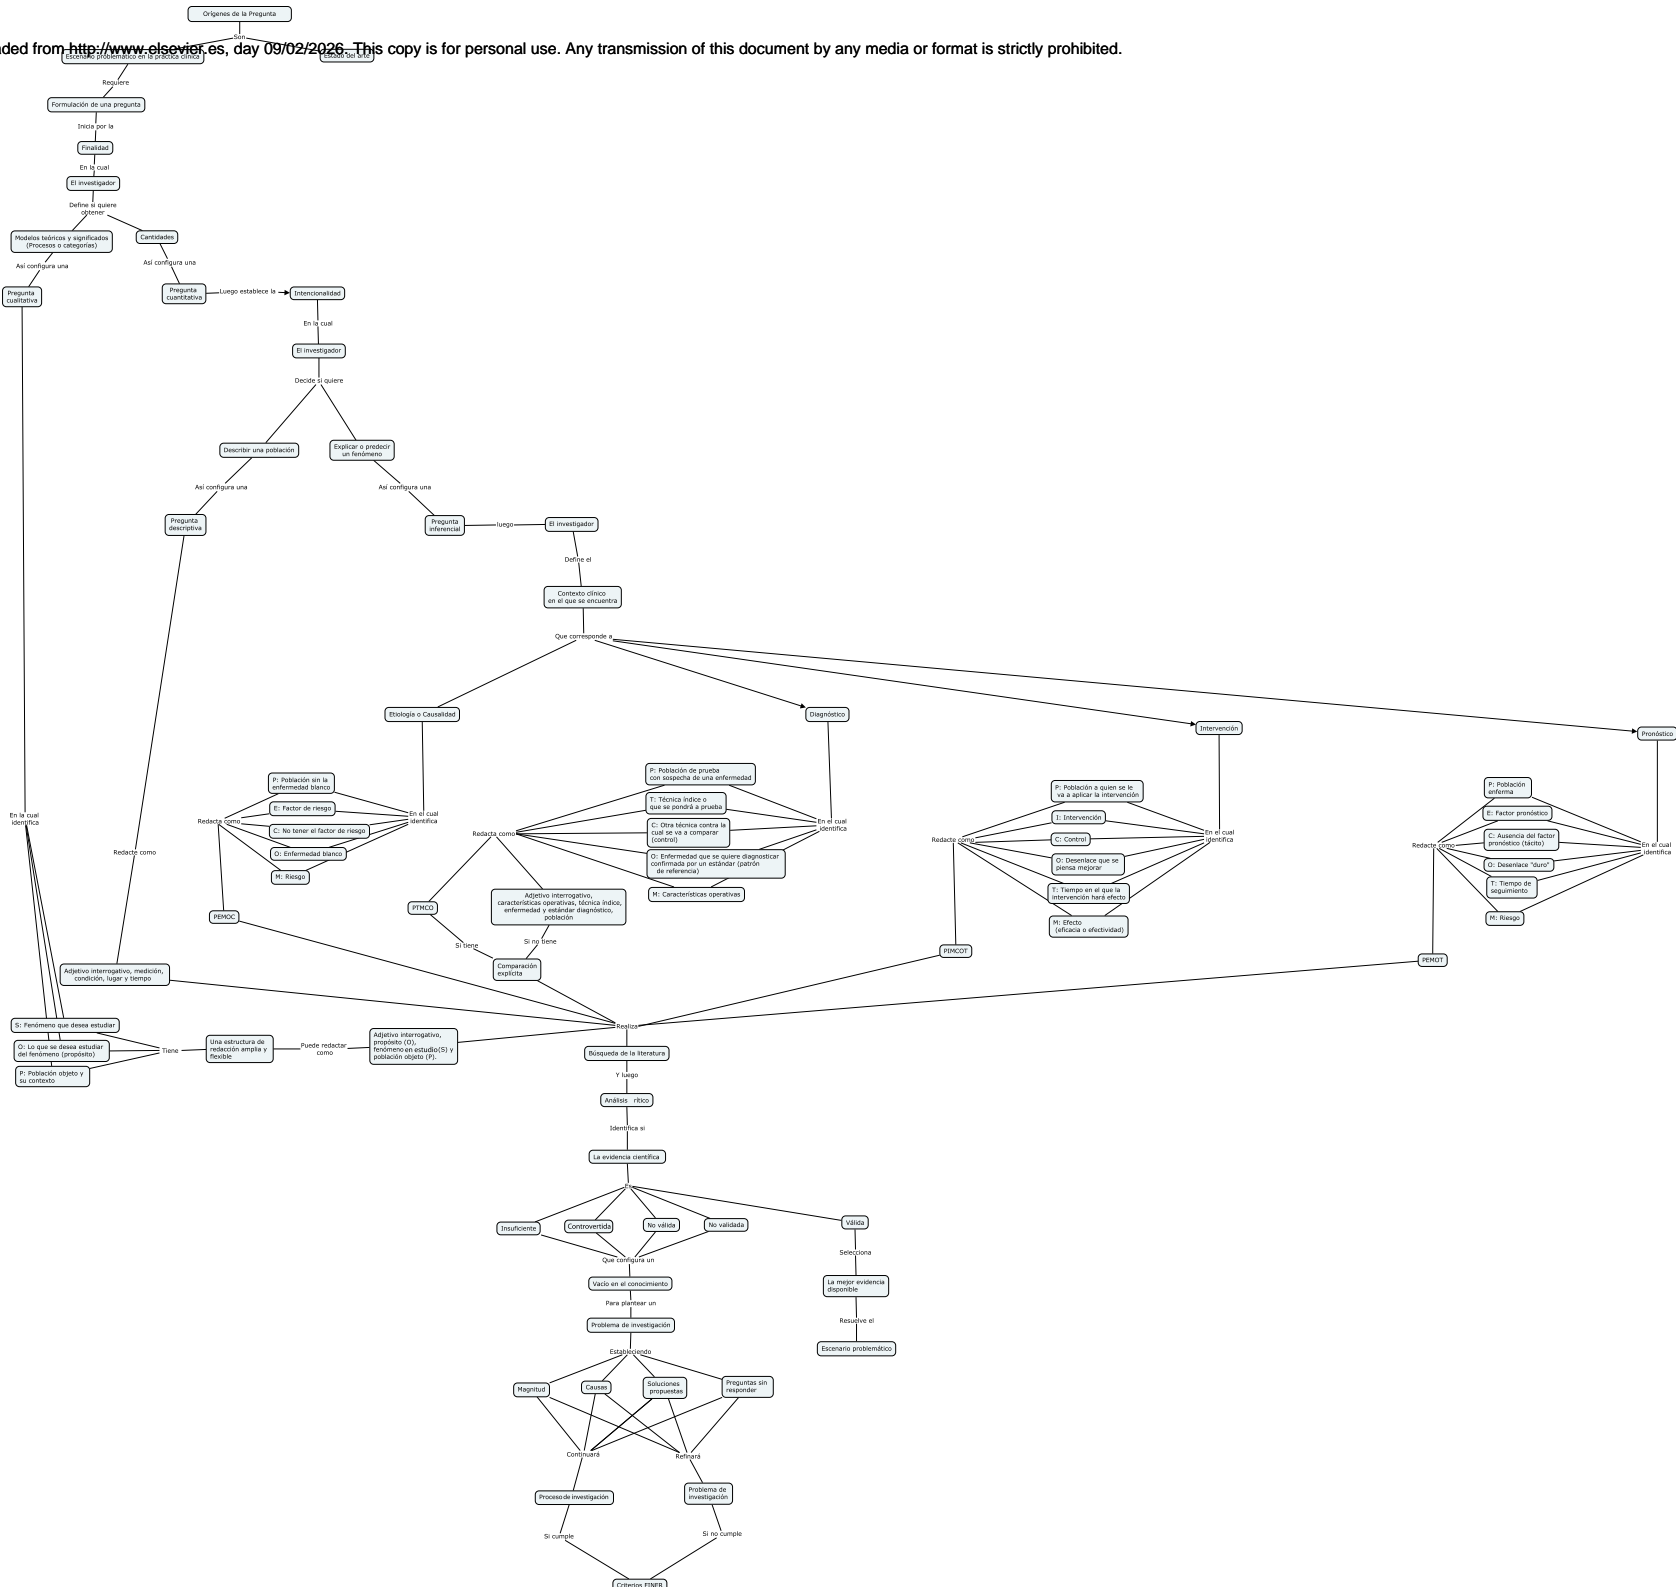 Orígenes de la Pregunta
Son
aded from http://www.elsevier.es, day 09/02/2026. This copy is for personal use. Any transmission of this document by any media or format is strictly prohibited.
Escenario problemático en la práctica clínica
Estado del arte
Requiere
Formulación de una pregunta
Inicia por la
Finalidad
En la cual
El investigador
Define si quiere
obtener
Modelos teóricos y significados
(Procesos o categorías)
Cantidades
Así configura una
Así configura una
Pregunta
cualitativa
Pregunta
cuantitativa
Luego establece la
Intencionalidad
En la cual
El investigador
Decide si quiere
Describir una población
Explicar o predecir
un fenómeno
Así configura una
Así configura una
Pregunta
descriptiva
Pregunta
inferencial
luego
El investigador
Define el
Contexto clínico
en el que se encuentra
Que corresponde a
Etiología o Causalidad
Diagnóstico
Intervención
Pronóstico
P: Población sin la
enfermedad blanco
E: Factor de riesgo
C: No tener el factor de riesgo
O: Enfermedad blanco
M: Riesgo
Redacta como
En el cual
identifica
PEMOC
P: Población de prueba
con sospecha de una enfermedad
T: Técnica índice o
que se pondrá a prueba
C: Otra técnica contra la
cual se va a comparar
(control)
O: Enfermedad que se quiere diagnosticar
confirmada por un estándar (patrón
de referencia)
M: Características operativas
Redacta como
En el cual
identifica
PTMCO
Adjetivo interrogativo,
características operativas, técnica índice,
enfermedad y estándar diagnóstico,
población
Si tiene
Si no tiene
Comparación
explícita
P: Población a quien se le
va a aplicar la intervención
I: Intervención
C: Control
O: Desenlace que se
piensa mejorar
T: Tiempo en el que la
intervención hará efecto
M: Efecto
(eficacia o efectividad)
Redacte como
En el cual
identifica
PIMCOT
P: Población
enferma
E: Factor pronóstico
C: Ausencia del factor
pronóstico (tácito)
O: Desenlace "duro"
T: Tiempo de
seguimiento
M: Riesgo
Redacte como
En el cual
identifica
PEMOT
En la cual
identifica
Redacte como
Adjetivo interrogativo, medición,
condición, lugar y tiempo
S: Fenómeno que desea estudiar
O: Lo que se desea estudiar
del fenómeno (propósito)
P: Población objeto y
su contexto
Tiene
Una estructura de
redacción amplia y
flexible
Puede redactar
como
Adjetivo interrogativo,
propósito (O),
fenómeno en estudio (S) y
población objeto (P).
Realiza
Búsqueda de la literatura
Y luego
Análisis rítico
Identifica si
La evidencia científica
Es
Insuficiente
Controvertida
No válida
No validada
Válida
Que configura un
Selecciona
Vacío en el conocimiento
La mejor evidencia
disponible
Para plantear un
Resuelve el
Problema de investigación
Escenario problemático
Estableciendo
Magnitud
Causas
Soluciones
propuestas
Preguntas sin
responder
Continuará
Refinará
Proceso de investigación
Problema de
investigación
Si cumple
Si no cumple
Criterios FINER